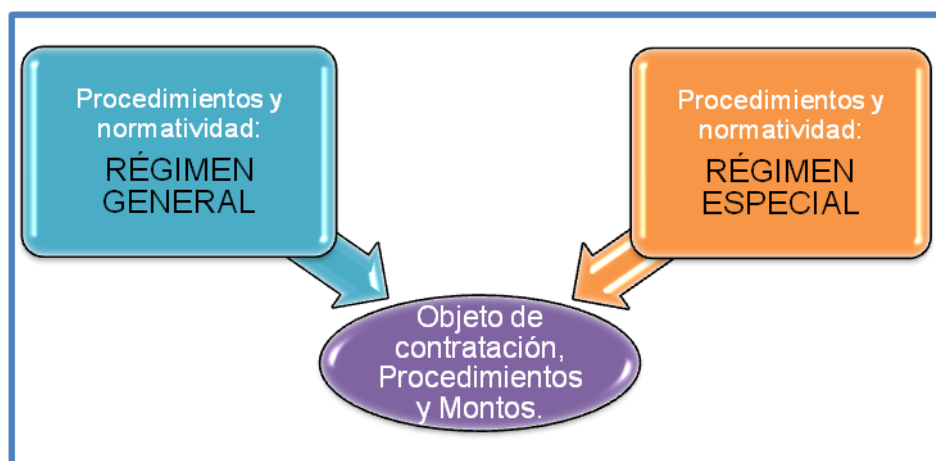 Procedimientos y
normatividad:
RÉGIMEN
GENERAL
Procedimientos y
normatividad:
RÉGIMEN
ESPECIAL
Objeto de
contratación,
Procedimientos
y Montos.